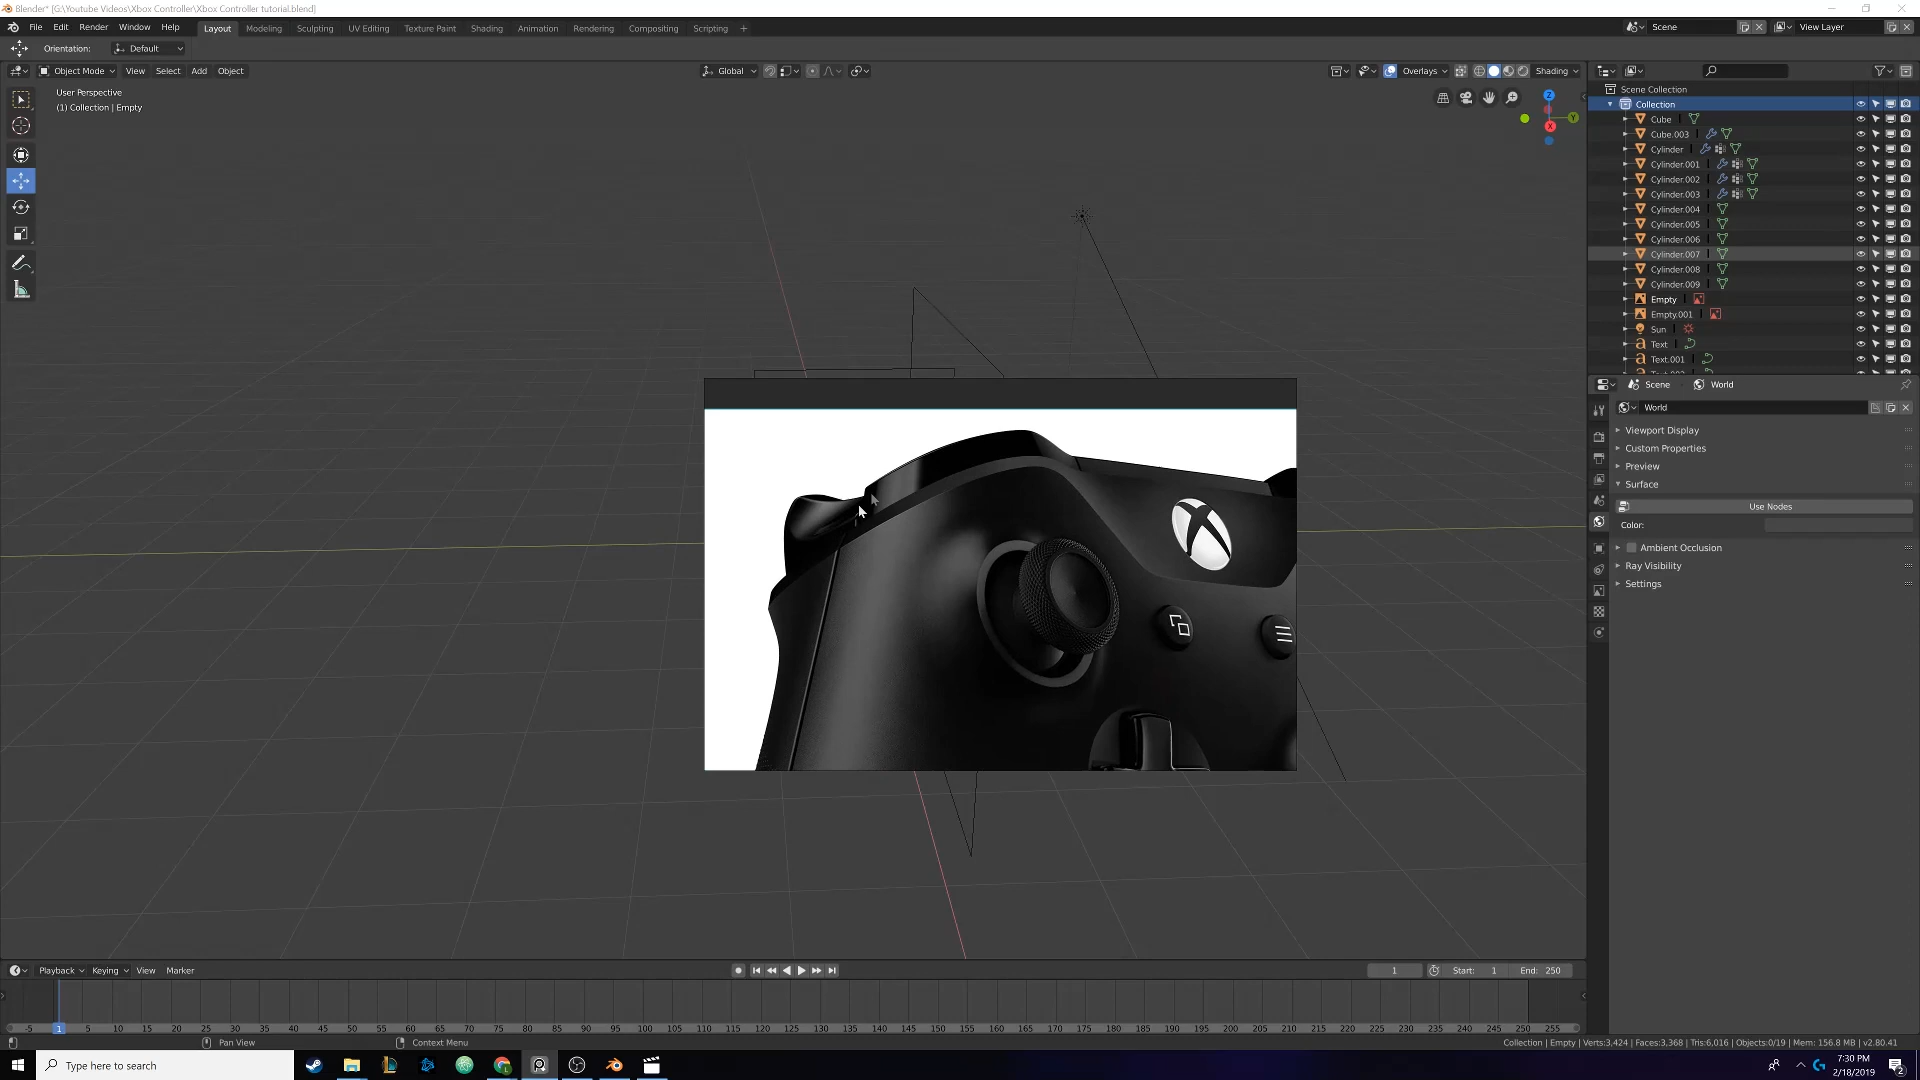 Blender* [G:\Youtube Videos\Xbox Controller\Xbox Controller tutorial.blend]
File Edit Render Window Help Layout Modeling Sculpting UV Editing Texture Paint Shading Animation Rendering Compositing Scripting + Scene View Layer
Orientation: Default
Object Mode View Select Add Object Global Overlays Shading
User Perspective
(1) Collection | Empty
Z
Y
X
Scene Collection
Collection
Cube
Cube.003
Cylinder
Cylinder.001
Cylinder.002
Cylinder.003
Cylinder.004
Cylinder.005
Cylinder.006
Cylinder.007
Cylinder.008
Cylinder.009
Empty
Empty.001
Sun
Text
Text.001
Scene World
World
Viewport Display
Custom Properties
Preview
Surface
Use Nodes
Color:
Ambient Occlusion
Ray Visibility
Settings
Playback Keying View Marker 1 Start: 1 End: 250
-5 1 5 10 15 20 25 30 35 40 45 50 55 60 65 70 75 80 85 90 95 100 105 110 115 120 125 130 135 140 145 150 155 160 165 170 175 180 185 190 195 200 205 210 215 220 225 230 235 240 245 250 255
Pan View Context Menu Collection | Empty | Verts:3,424 | Faces:3,368 | Tris:6,016 | Objects:0/19 | Mem: 156.8 MB | v2.80.41
Type here to search
7:30 PM
2/18/2019
2